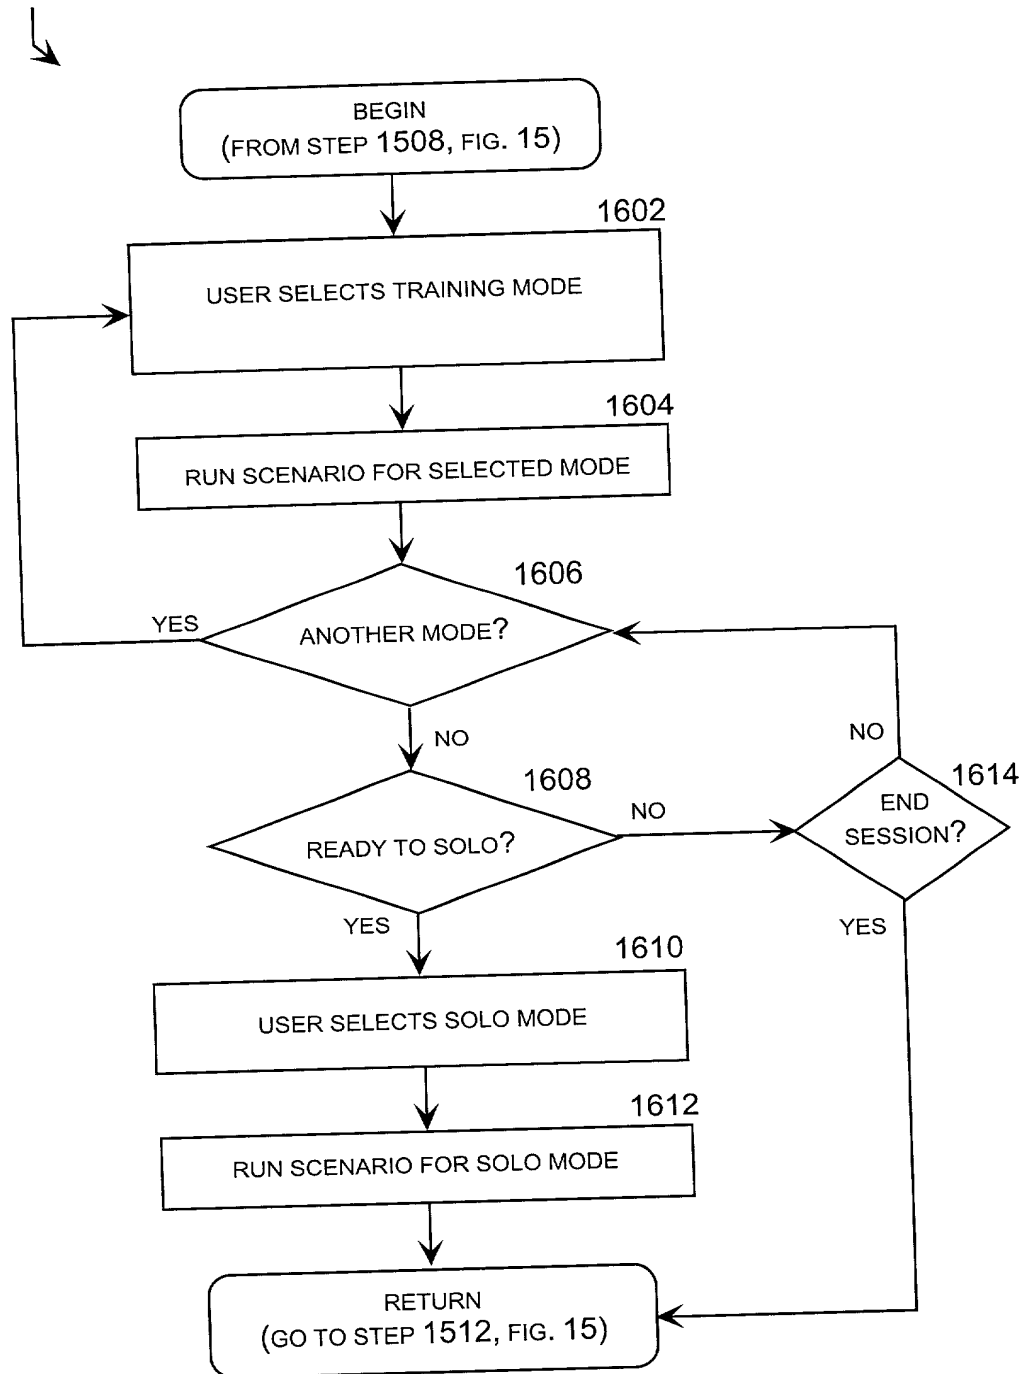 BEGIN
(FROM STEP 1508, FIG. 15)
1602
USER SELECTS TRAINING MODE
1604
RUN SCENARIO FOR SELECTED MODE
1606
YES
ANOTHER MODE?
NO
NO
1608
1614
NO
END
SESSION?
READY TO SOLO?
YES
YES
1610
USER SELECTS SOLO MODE
1612
RUN SCENARIO FOR SOLO MODE
RETURN
(GO TO STEP 1512, FIG. 15)